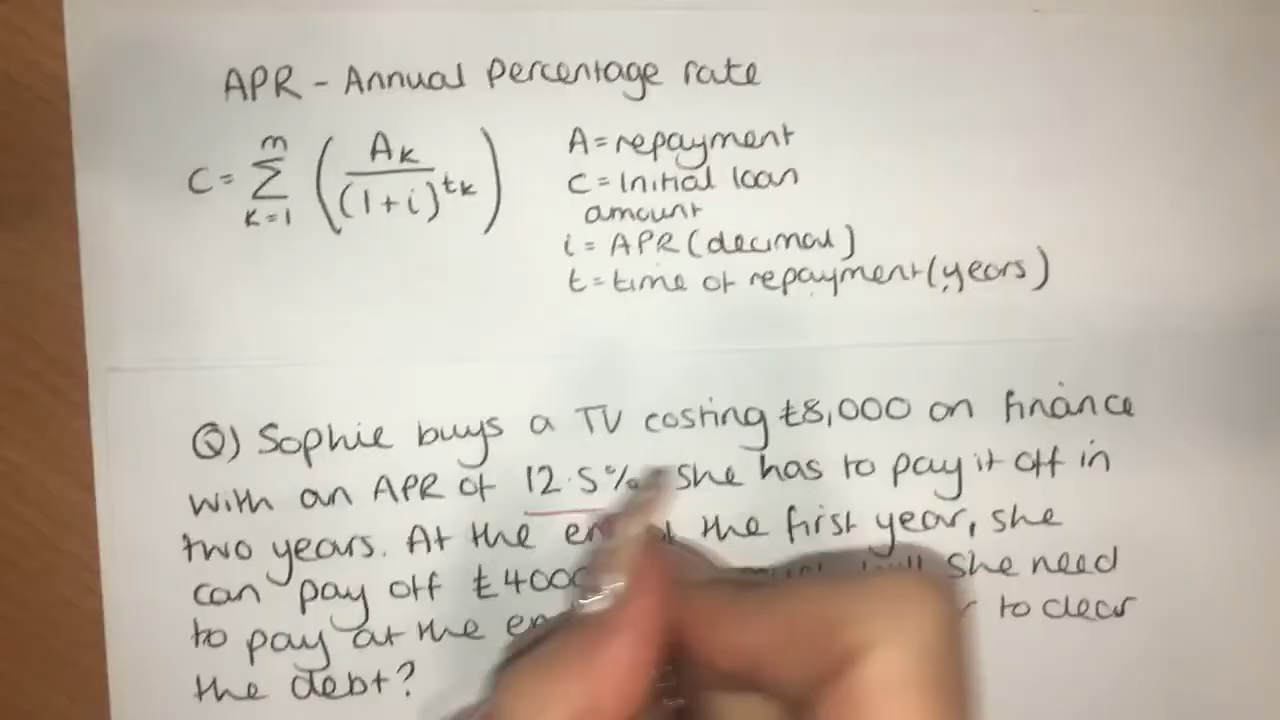 APR - Annual Percentage rate
C = m Σ K=1 ( AK / (1+i)^tK )
A = repayment
C = Initial loan
amount
i = APR (decimal)
t = time of repayment (years)
Q) Sophie buys a TV costing £8,000 on finance
with an APR of 12.5% she has to pay it off in
two years. At the the first year, she
can pay off she need
to pay at the to clear
the debt?